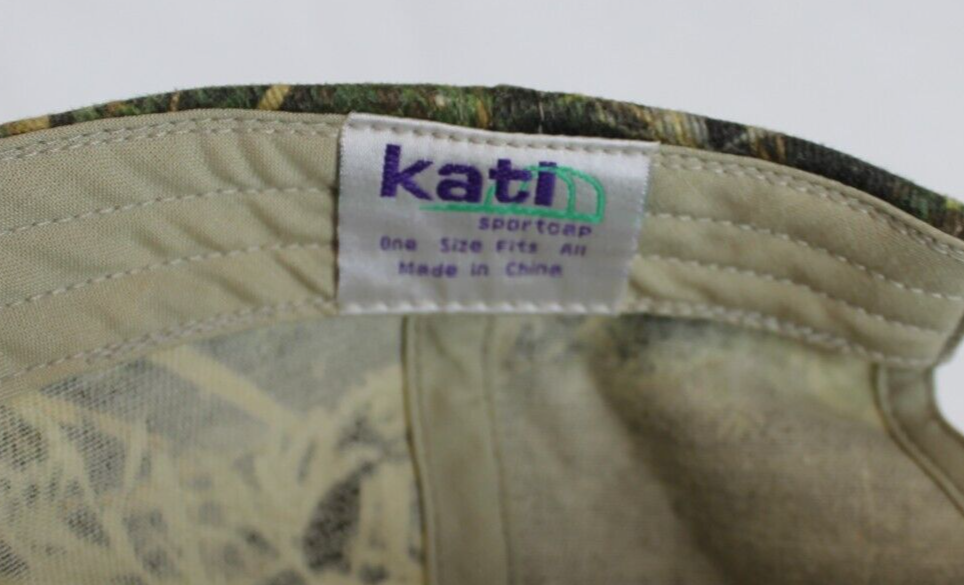 kati
sportcap
One Size Fits All
Made in China